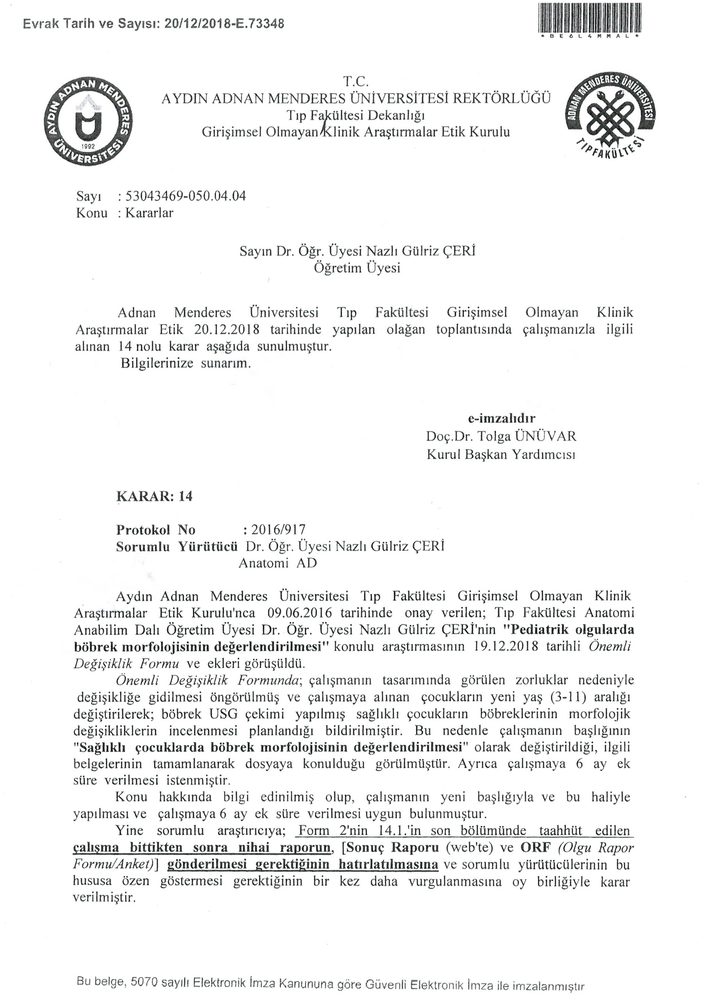 Evrak Tarih ve Sayısı: 20/12/2018-E.73348
* B E 6 L 4 M M A L *
AYDIN ADNAN MENDERES ÜNİVERSİTESİ
1992
T.C.
AYDIN ADNAN MENDERES ÜNİVERSİTESİ REKTÖRLÜĞÜ
Tıp Fakültesi Dekanlığı
Girişimsel Olmayan Klinik Araştırmalar Etik Kurulu
ADNAN MENDERES ÜNİVERSİTESİ
TIP FAKÜLTESİ
Sayı : 53043469-050.04.04
Konu : Kararlar
Sayın Dr. Öğr. Üyesi Nazlı Gülriz ÇERİ
Öğretim Üyesi
Adnan Menderes Üniversitesi Tıp Fakültesi Girişimsel Olmayan Klinik
Araştırmalar Etik 20.12.2018 tarihinde yapılan olağan toplantısında çalışmanızla ilgili
alınan 14 nolu karar aşağıda sunulmuştur.
Bilgilerinize sunarım.
e-imzalıdır
Doç.Dr. Tolga ÜNÜVAR
Kurul Başkan Yardımcısı
KARAR: 14
Protokol No : 2016/917
Sorumlu Yürütücü Dr. Öğr. Üyesi Nazlı Gülriz ÇERİ
Anatomi AD
Aydın Adnan Menderes Üniversitesi Tıp Fakültesi Girişimsel Olmayan Klinik
Araştırmalar Etik Kurulu'nca 09.06.2016 tarihinde onay verilen; Tıp Fakültesi Anatomi
Anabilim Dalı Öğretim Üyesi Dr. Öğr. Üyesi Nazlı Gülriz ÇERİ'nin "Pediatrik olgularda
böbrek morfolojisinin değerlendirilmesi" konulu araştırmasının 19.12.2018 tarihli Önemli
Değişiklik Formu ve ekleri görüşüldü.
Önemli Değişiklik Formunda; çalışmanın tasarımında görülen zorluklar nedeniyle
değişikliğe gidilmesi öngörülmüş ve çalışmaya alınan çocukların yeni yaş (3-11) aralığı
değiştirilerek; böbrek USG çekimi yapılmış sağlıklı çocukların böbreklerinin morfolojik
değişikliklerin incelenmesi planlandığı bildirilmiştir. Bu nedenle çalışmanın başlığının
"Sağlıklı çocuklarda böbrek morfolojisinin değerlendirilmesi" olarak değiştirildiği, ilgili
belgelerinin tamamlanarak dosyaya konulduğu görülmüştür. Ayrıca çalışmaya 6 ay ek
süre verilmesi istenmiştir.
Konu hakkında bilgi edinilmiş olup, çalışmanın yeni başlığıyla ve bu haliyle
yapılması ve çalışmaya 6 ay ek süre verilmesi uygun bulunmuştur.
Yine sorumlu araştırıcıya; Form 2'nin 14.1.'in son bölümünde taahhüt edilen
çalışma bittikten sonra nihai raporun, [Sonuç Raporu (web'te) ve ORF (Olgu Rapor
Formu/Anket)] gönderilmesi gerektiğinin hatırlatılmasına ve sorumlu yürütücülerinin bu
hususa özen göstermesi gerektiğinin bir kez daha vurgulanmasına oy birliğiyle karar
verilmiştir.
Bu belge, 5070 sayılı Elektronik İmza Kanununa göre Güvenli Elektronik İmza ile imzalanmıştır